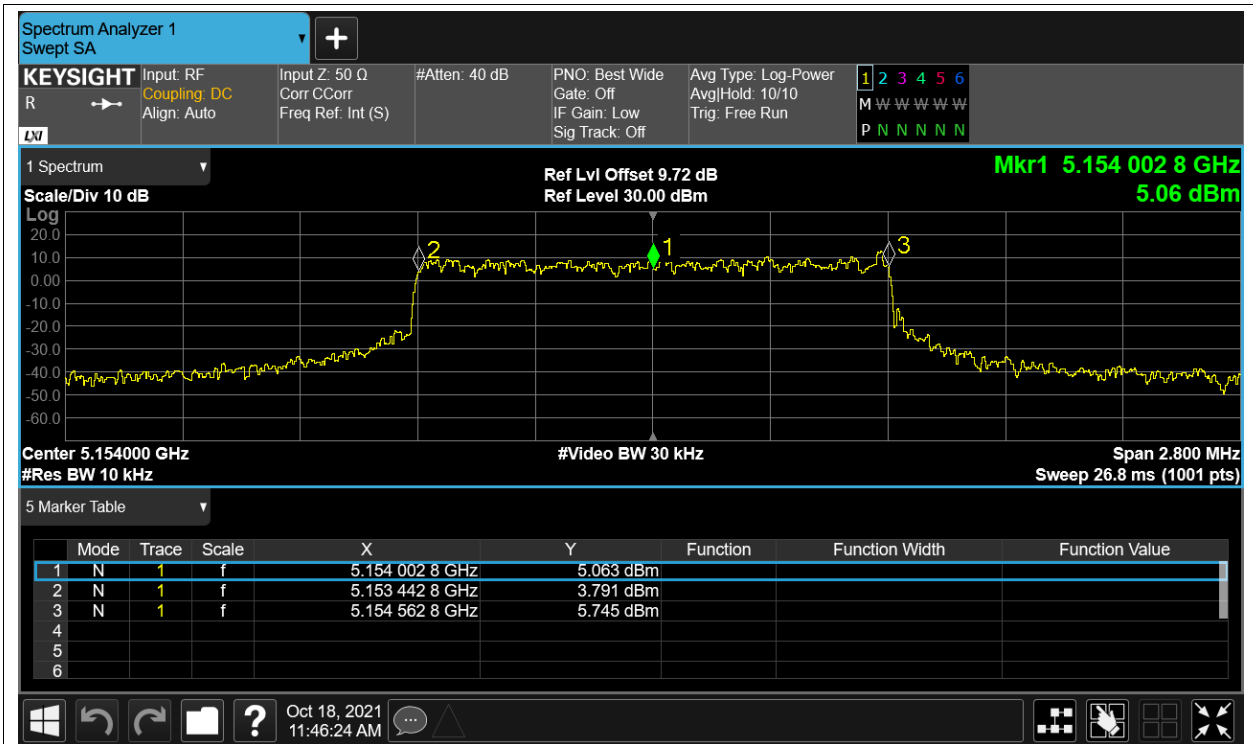 Spectrum Analyzer 1
Swept SA
+
KEYSIGHT Input: RF Input Z: 50 Ω #Atten: 40 dB PNO: Best Wide Avg Type: Log-Power 1 2 3 4 5 6
R Coupling: DC Corr CCorr Gate: Off Avg|Hold: 10/10 M W W W W W
Align: Auto Freq Ref: Int (S) IF Gain: Low Trig: Free Run
LXI Sig Track: Off P N N N N N
1 Spectrum Ref Lvl Offset 9.72 dB Mkr1 5.154 002 8 GHz
Scale/Div 10 dB Ref Level 30.00 dBm 5.06 dBm
Log
20.0
10.0
0.00
-10.0
-20.0
-30.0
-40.0
-50.0
-60.0
2 1 3
Center 5.154000 GHz #Video BW 30 kHz Span 2.800 MHz
#Res BW 10 kHz Sweep 26.8 ms (1001 pts)
5 Marker Table
Mode Trace Scale X Y Function Function Width Function Value
1 N 1 f 5.154 002 8 GHz 5.063 dBm
2 N 1 f 5.153 442 8 GHz 3.791 dBm
3 N 1 f 5.154 562 8 GHz 5.745 dBm
4
5
6
? Oct 18, 2021
11:46:24 AM